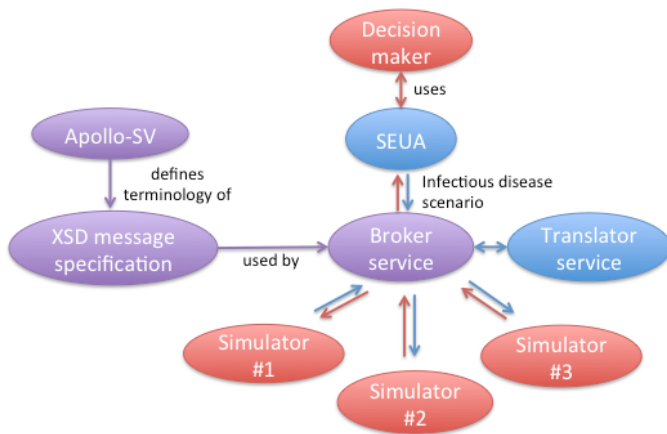 Decision
maker
uses
Apollo-SV
SEUA
defines
terminology of
Infectious disease
scenario
XSD message
specification
used by
Broker
service
Translator
service
Simulator
#1
Simulator
#2
Simulator
#3